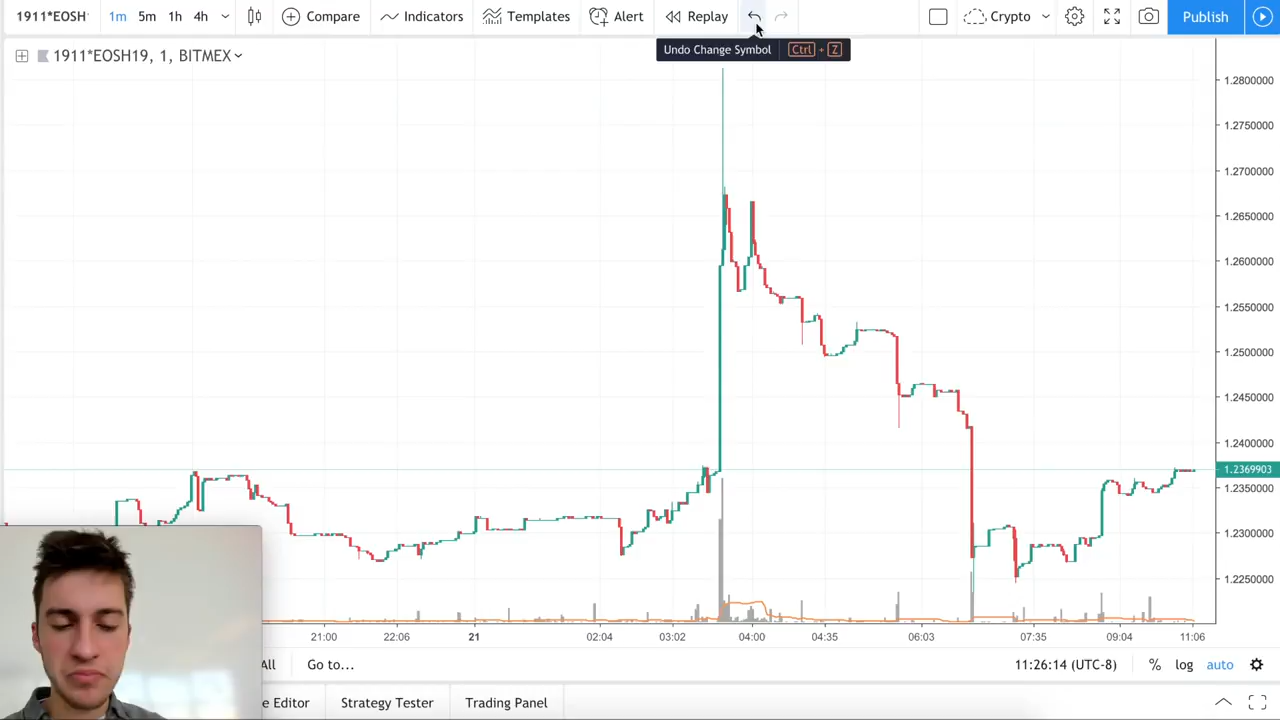 1911*EOSH 1m 5m 1h 4h Compare Indicators Templates Alert Replay Crypto Publish
Undo Change Symbol Ctrl + Z
1911*EOSH19, 1, BITMEX
1.2800000
1.2750000
1.2700000
1.2650000
1.2600000
1.2550000
1.2500000
1.2450000
1.2400000
1.2369903
1.2350000
1.2300000
1.2250000
21:00 22:06 21 02:04 03:02 04:00 04:35 06:03 07:35 09:04 11:06
All Go to... 11:26:14 (UTC-8) % log auto
e Editor Strategy Tester Trading Panel